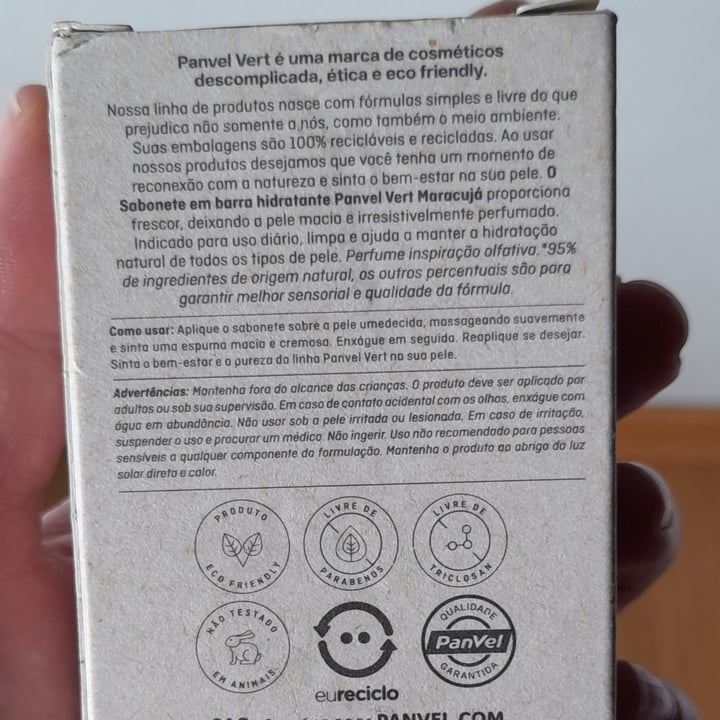 Panvel Vert é uma marca de cosméticos
descomplicada, ética e eco friendly.
Nossa linha de produtos nasce com fórmulas simples e livre do que
prejudica não somente a nós, como também o meio ambiente.
Suas embalagens são 100% recicláveis e recicladas. Ao usar
nossos produtos desejamos que você tenha um momento de
reconexão com a natureza e sinta o bem-estar na sua pele. O
Sabonete em barra hidratante Panvel Vert Maracujá proporciona
frescor, deixando a pele macia e irresistivelmente perfumada.
Indicado para uso diário, limpa e ajuda a manter a hidratação
natural de todos os tipos de pele. Perfume inspiração olfativa.*95%
de ingredientes de origem natural, os outros percentuais são para
garantir melhor sensorial e qualidade da fórmula.
Como usar: Aplique o sabonete sobre a pele umedecida, massageando suavemente
e sinta uma espuma macia e cremosa. Enxágue em seguida. Reaplique se desejar.
Sinta o bem-estar e a pureza da linha Panvel Vert na sua pele.
Advertências: Mantenha fora do alcance das crianças. O produto deve ser aplicado por
adultos ou sob sua supervisão. Em caso de contato acidental com os olhos, enxágue com
água em abundância. Não usar sob a pele irritada ou lesionada. Em caso de irritação,
suspender o uso e procurar um médico. Não ingerir. Uso não recomendado para pessoas
sensíveis a qualquer componente da formulação. Mantenha o produto ao abrigo da luz
solar direta e calor.
PRODUTO
ECO FRIENDLY
LIVRE DE
PARABENOS
LIVRE DE
TRICLOSAN
NÃO TESTADO
EM ANIMAIS
eureciclo
QUALIDADE
PanVel
GARANTIDA
PANVEL.COM